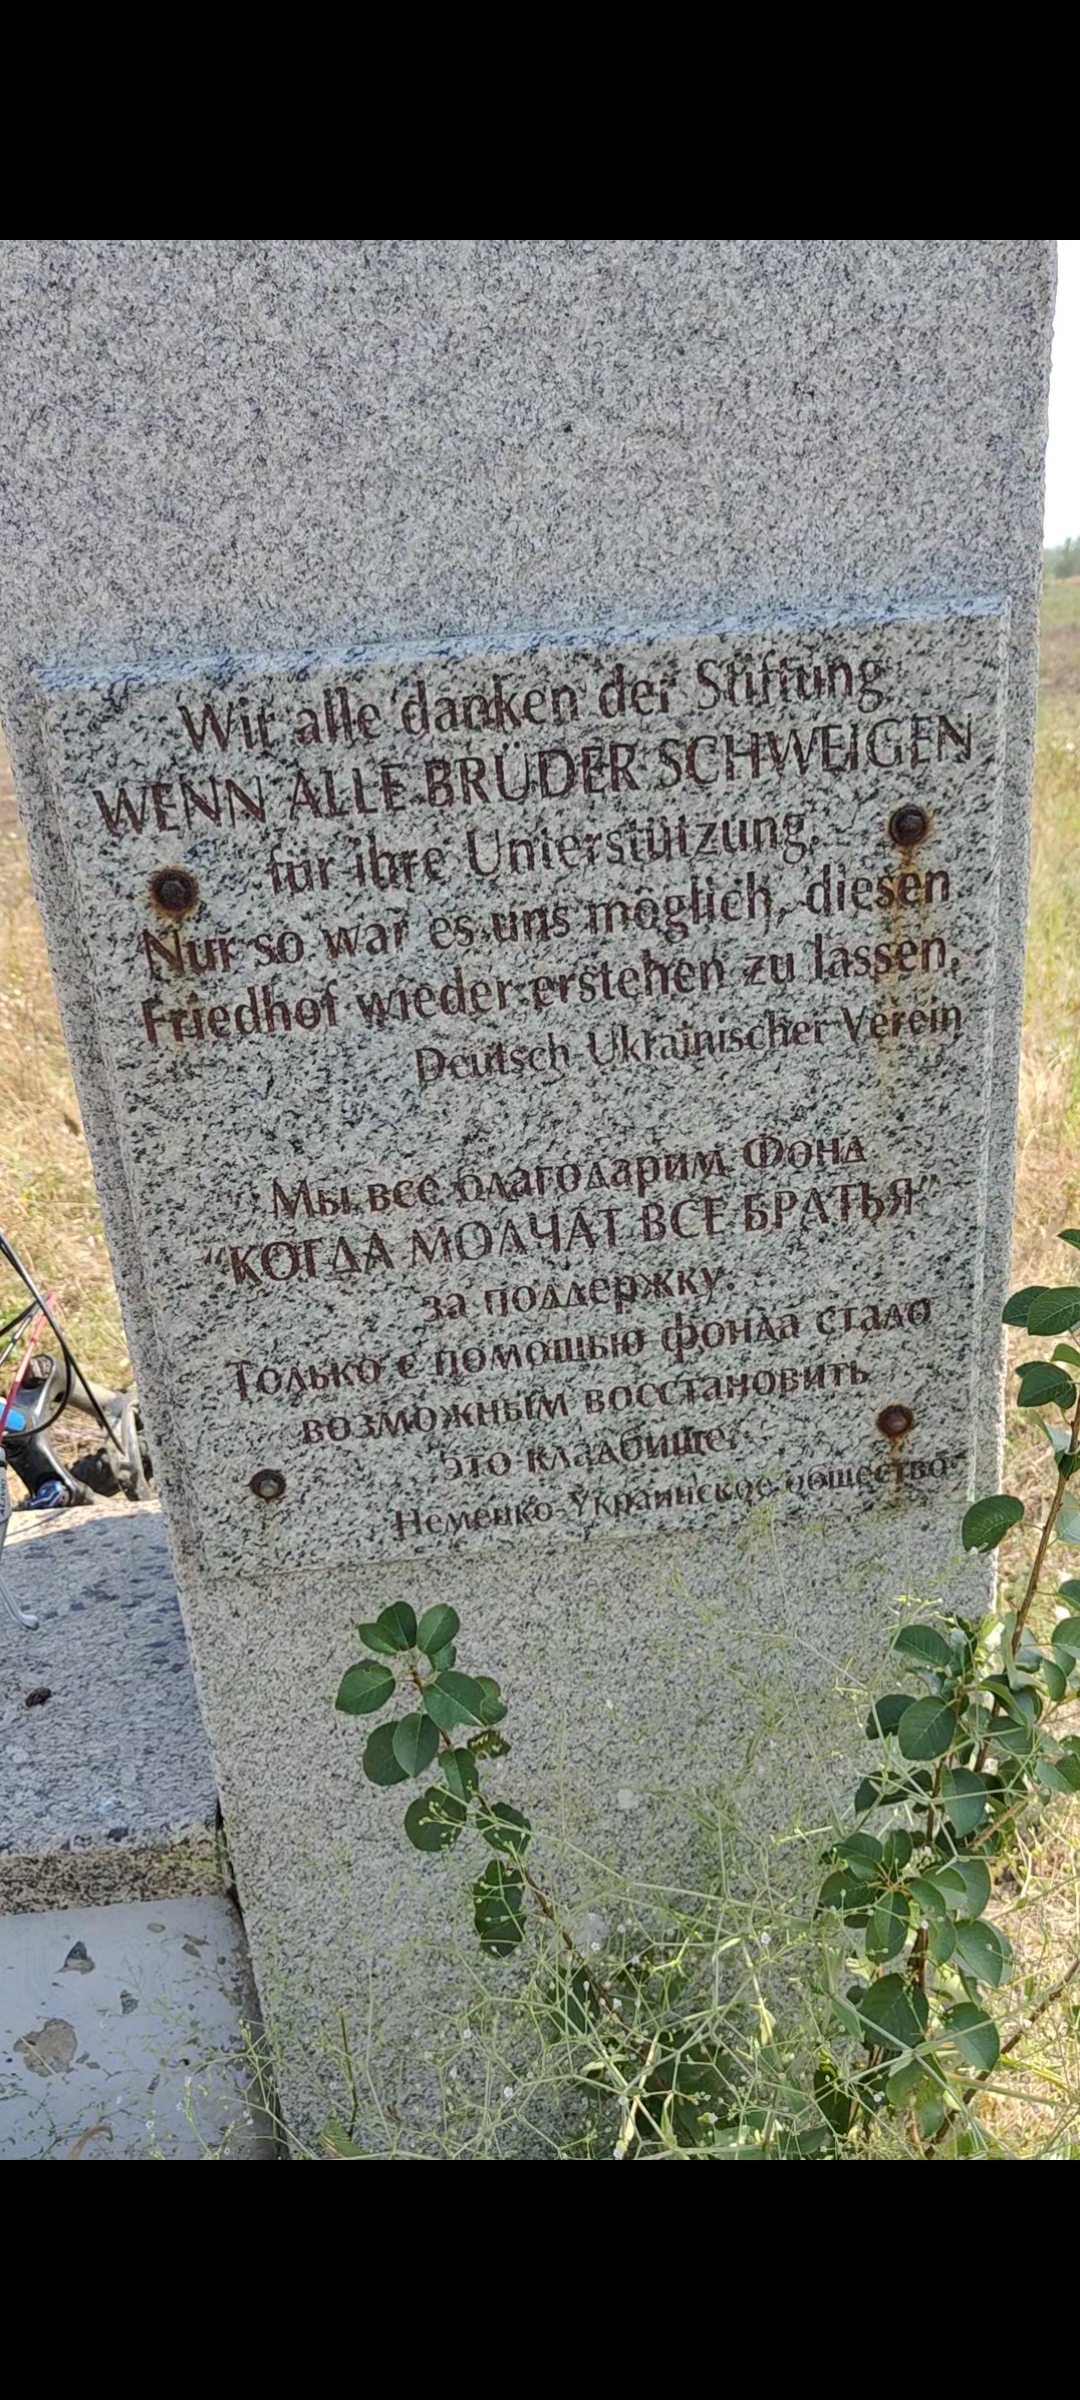 Wir alle danken der Stiftung
WENN ALLE BRÜDER SCHWEIGEN
für ihre Unterstützung.
Nur so war es uns möglich, diesen
Friedhof wieder erstehen zu lassen.
Deutsch Ukrainischer Verein
Мы все благодарим Фонд
"КОГДА МОЛЧАТ ВСЕ БРАТЬЯ"
за поддержку.
Только с помощью фонда стало
возможным восстановить
это кладбище.
Немецко-Украинское общество